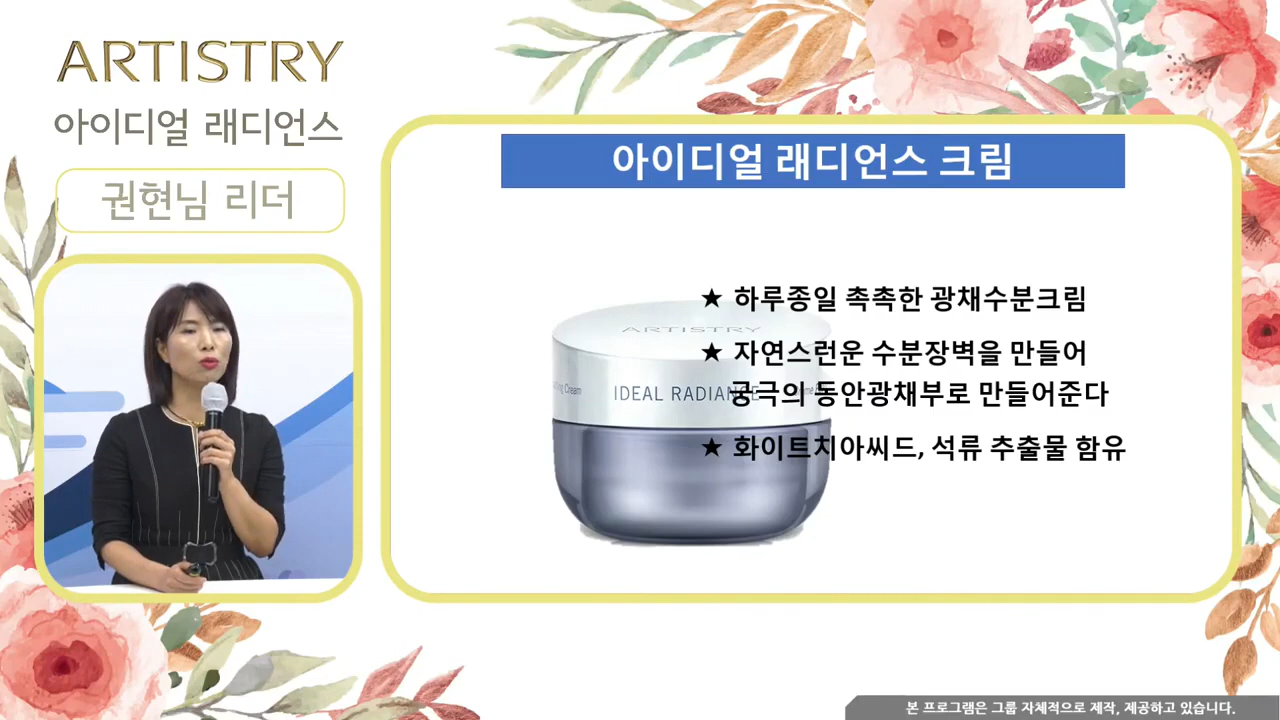 ARTISTRY
아이디얼 래디언스
권현님 리더
아이디얼 래디언스 크림
★ 하루종일 촉촉한 광채수분크림
★ 자연스런운 수분장벽을 만들어
궁극의 동안광채부로 만들어준다
★ 화이트치아씨드, 석류 추출물 함유
ARTISTRY
Cream
IDEAL RADIANCE
본 프로그램은 그룹 자체적으로 제작, 제공하고 있습니다.